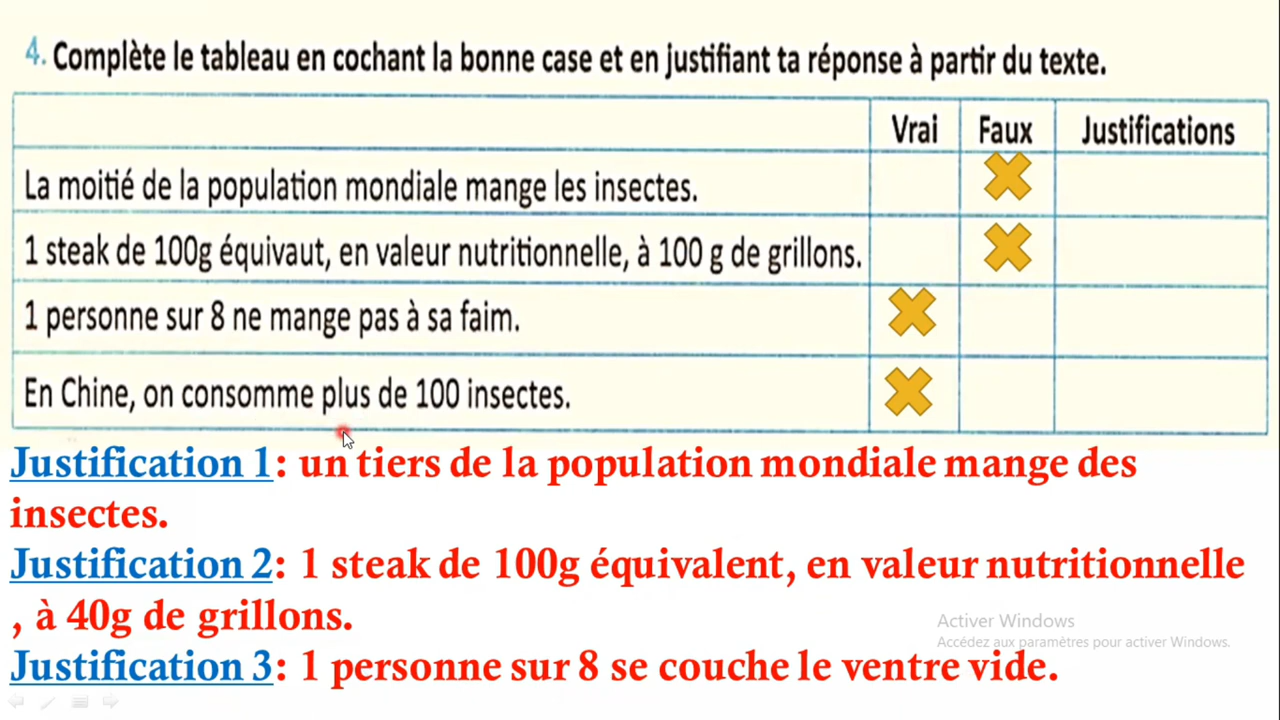 4. Complète le tableau en cochant la bonne case et en justifiant ta réponse à partir du texte.
Vrai Faux Justifications
La moitié de la population mondiale mange les insectes.
1 steak de 100g équivaut, en valeur nutritionnelle, à 100 g de grillons.
1 personne sur 8 ne mange pas à sa faim.
En Chine, on consomme plus de 100 insectes.
Justification 1: un tiers de la population mondiale mange des
insectes.
Justification 2: 1 steak de 100g équivalent, en valeur nutritionnelle
, à 40g de grillons.
Activer Windows
Accédez aux paramètres pour activer Windows.
Justification 3: 1 personne sur 8 se couche le ventre vide.